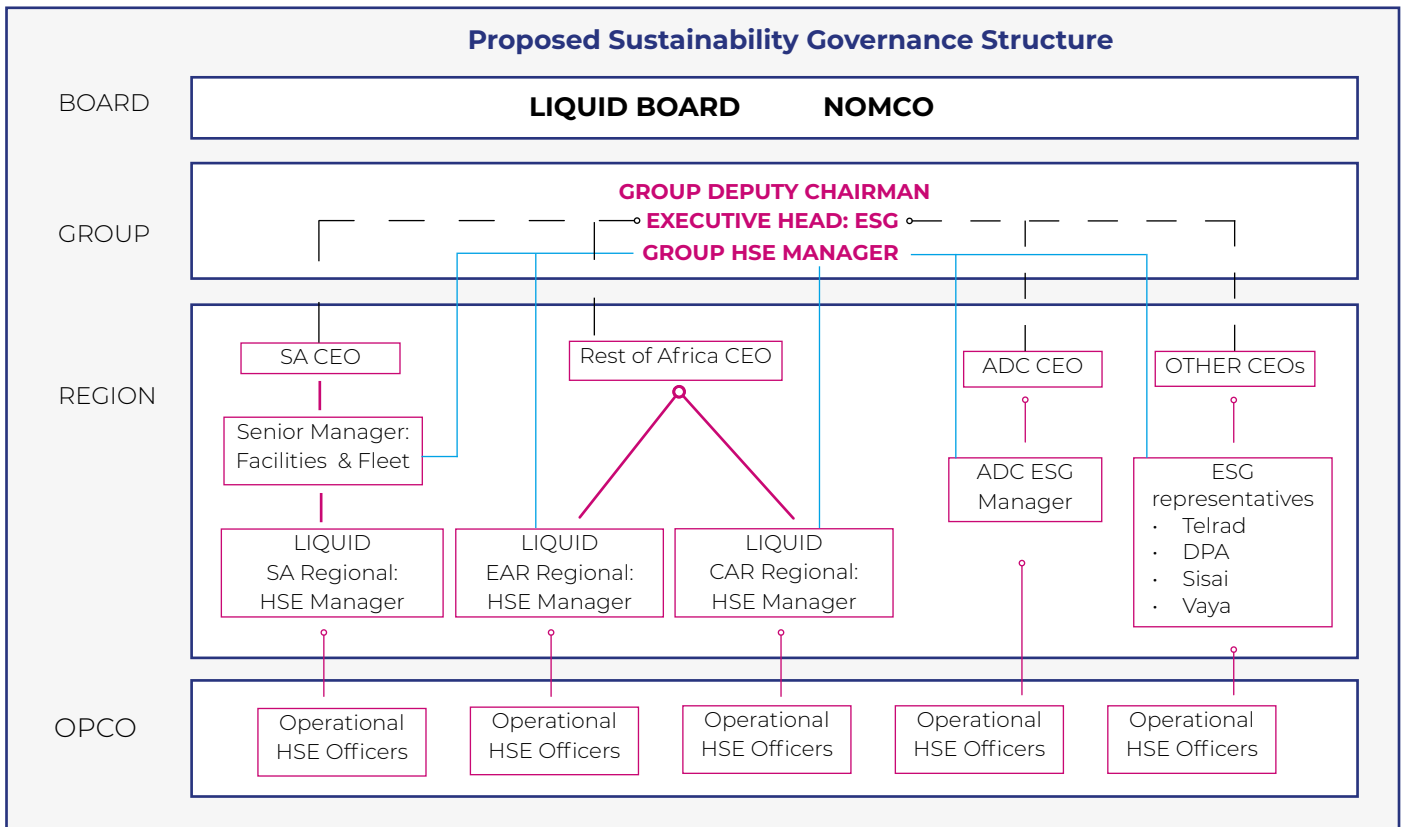 Proposed Sustainability Governance Structure
BOARD
LIQUID BOARD NOMCO
GROUP
GROUP DEPUTY CHAIRMAN
EXECUTIVE HEAD: ESG
GROUP HSE MANAGER
REGION
SA CEO
Rest of Africa CEO
ADC CEO
OTHER CEOs
Senior Manager:
Facilities & Fleet
LIQUID
SA Regional:
HSE Manager
LIQUID
EAR Regional:
HSE Manager
LIQUID
CAR Regional:
HSE Manager
ADC ESG
Manager
ESG
representatives
· Telrad
· DPA
· Sisai
· Vaya
OPCO
Operational
HSE Officers
Operational
HSE Officers
Operational
HSE Officers
Operational
HSE Officers
Operational
HSE Officers